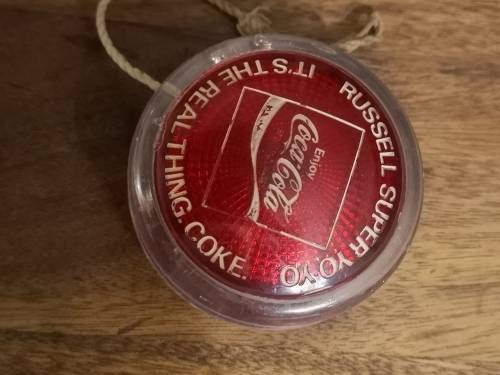 RUSSELL SUPER YO YO
IT'S THE REAL THING. COKE
Enjoy
Coca-Cola